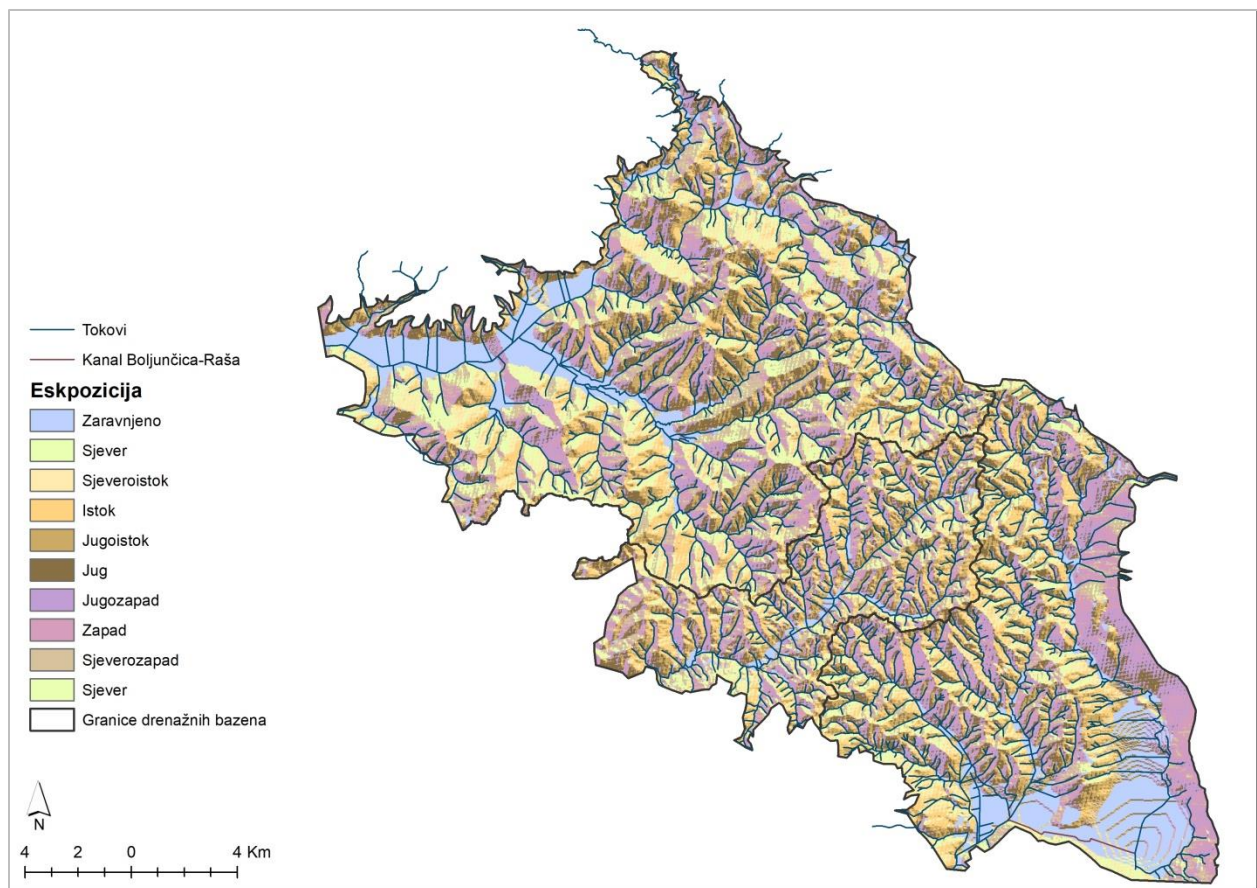 Tokovi
Kanal Boljunčica-Raša
Eskpozicija
Zaravnjeno
Sjever
Sjeveroistok
Istok
Jugoistok
Jug
Jugozapad
Zapad
Sjeverozapad
Sjever
Granice drenažnih bazena
N
4 2 0 4 Km